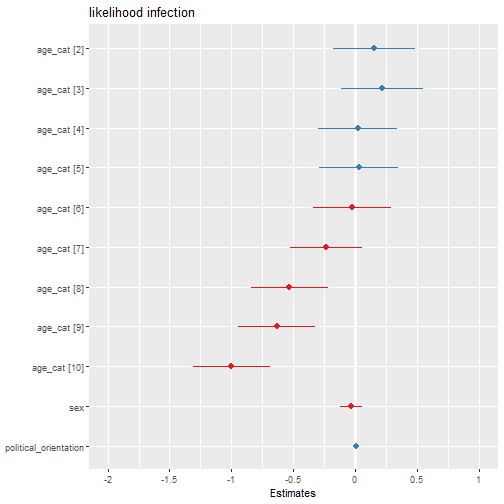 likelihood infection
age_cat [2]
age_cat [3]
age_cat [4]
age_cat [5]
age_cat [6]
age_cat [7]
age_cat [8]
age_cat [9]
age_cat [10]
sex
political_orientation
-2 -1.5 -1 -0.5 0 0.5 1
Estimates